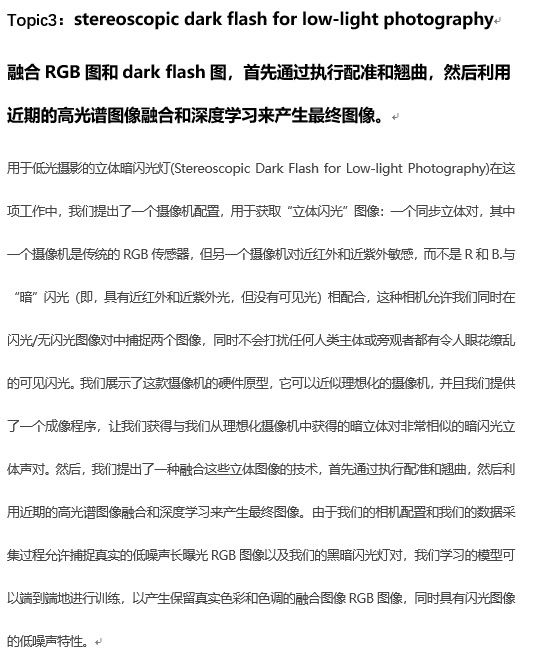 Topic3：stereoscopic dark flash for low-light photography
融合 RGB 图和 dark flash 图，首先通过执行配准和翘曲，然后利用
近期的高光谱图像融合和深度学习来产生最终图像。
用于低光摄影的立体暗闪光灯(Stereoscopic Dark Flash for Low-light Photography)在这
项工作中，我们提出了一个摄像机配置，用于获取“立体闪光”图像：一个同步立体对，其中
一个摄像机是传统的 RGB 传感器，但另一个摄像机对近红外和近紫外敏感，而不是 R 和 B.与
“暗”闪光（即，具有近红外和近紫外光，但没有可见光）相配合，这种相机允许我们同时在
闪光/无闪光图像对中捕捉两个图像，同时不会打扰任何人类主体或旁观者都有令人眼花缭乱
的可见闪光。我们展示了这款摄像机的硬件原型，它可以近似理想化的摄像机，并且我们提供
了一个成像程序，让我们获得与我们从理想化摄像机中获得的暗立体对非常相似的暗闪光立
体声对。然后，我们提出了一种融合这些立体图像的技术，首先通过执行配准和翘曲，然后利
用近期的高光谱图像融合和深度学习来产生最终图像。由于我们的相机配置和我们的数据采
集过程允许捕捉真实的低噪声长曝光 RGB 图像以及我们的黑暗闪光灯对，我们学习的模型可
以端到端地进行训练，以产生保留真实色彩和色调的融合图像 RGB 图像，同时具有闪光图像
的低噪声特性。